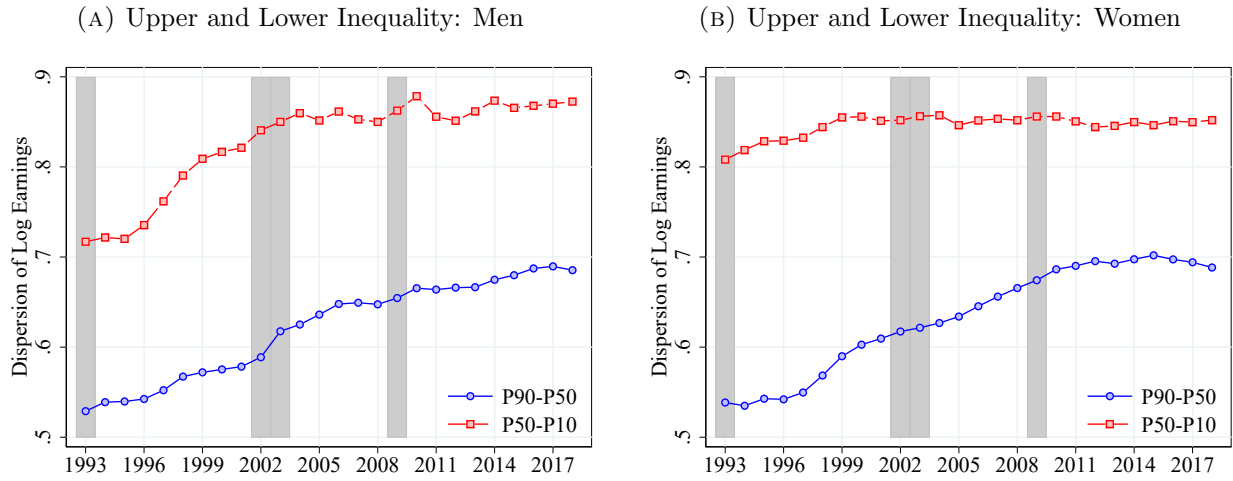 (A) Upper and Lower Inequality: Men
Dispersion of Log Earnings
.9
.8
.7
.6
.5
P90-P50
P50-P10
1993 1996 1999 2002 2005 2008 2011 2014 2017
(B) Upper and Lower Inequality: Women
Dispersion of Log Earnings
.9
.8
.7
.6
.5
P90-P50
P50-P10
1993 1996 1999 2002 2005 2008 2011 2014 2017